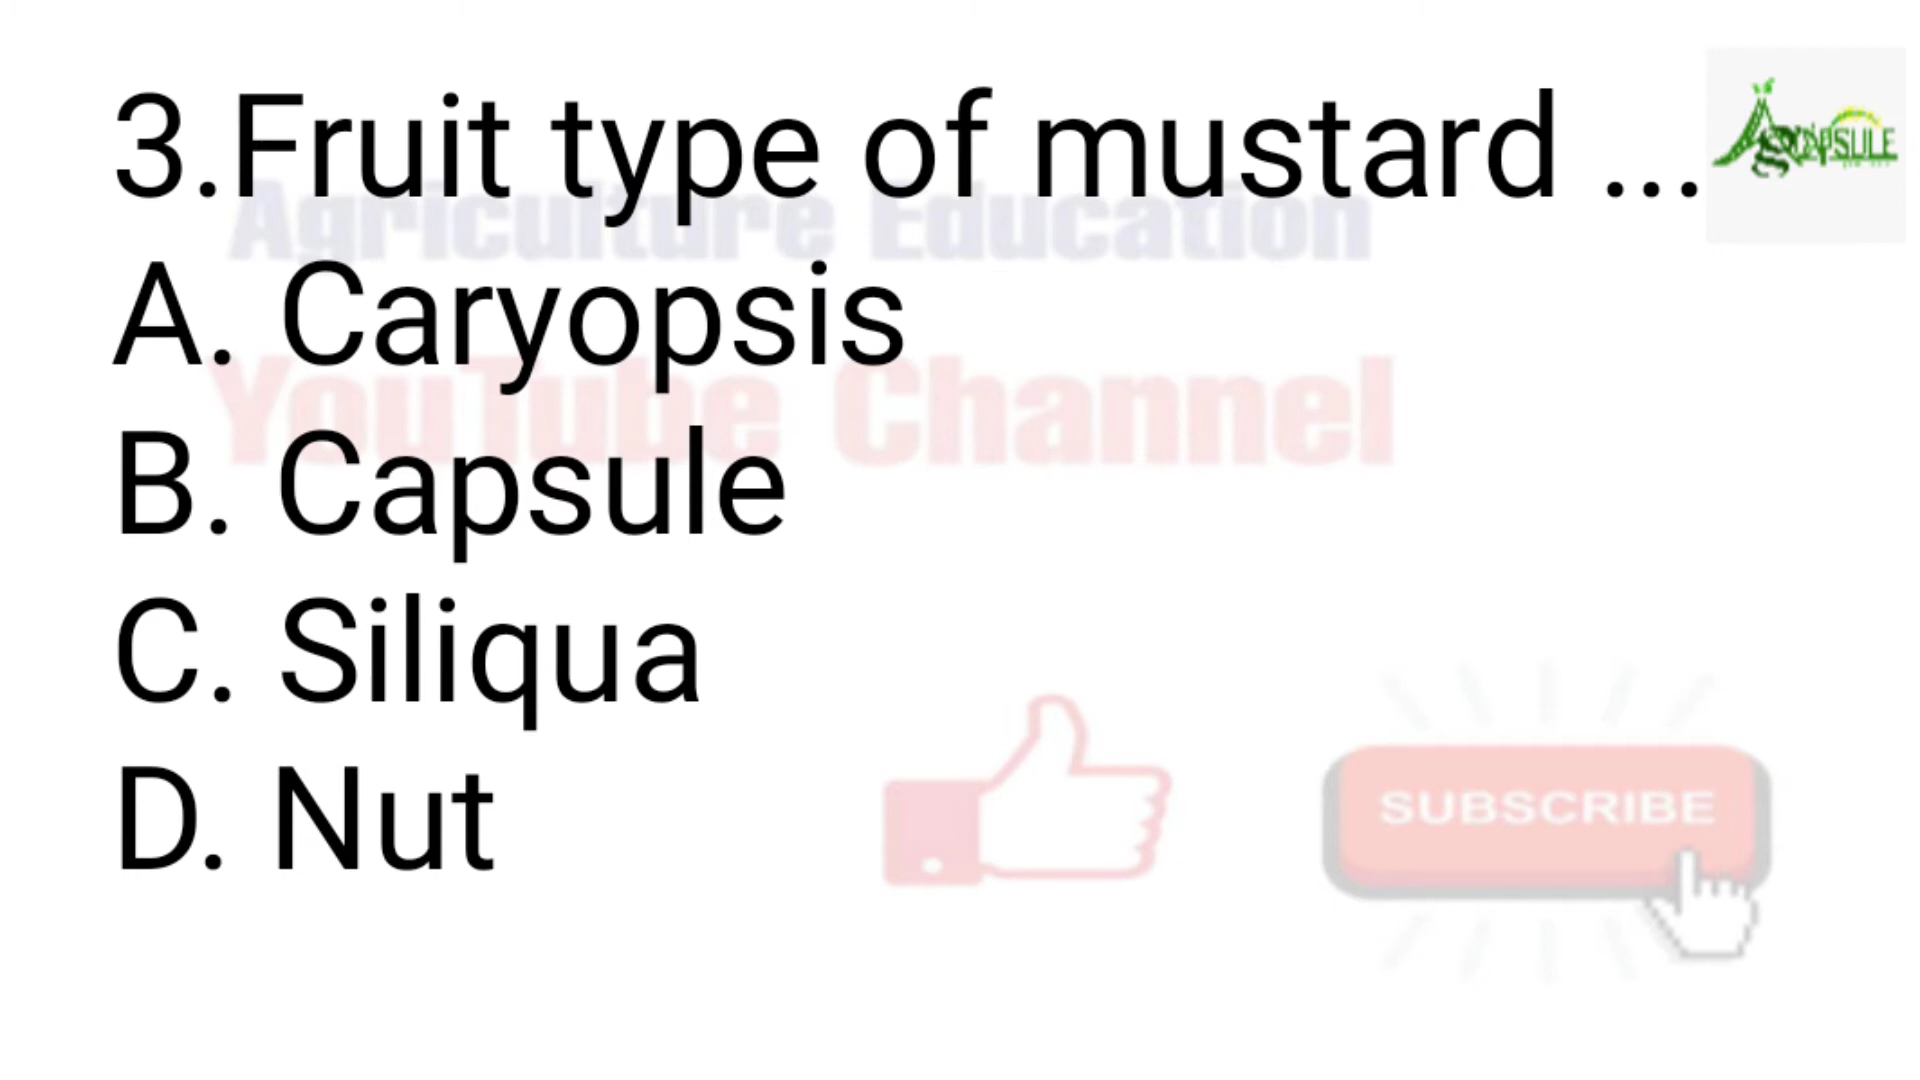 3.Fruit type of mustard ...
Agriculture Education
A. Caryopsis
YouTube Channel
B. Capsule
C. Siliqua
D. Nut
SUBSCRIBE